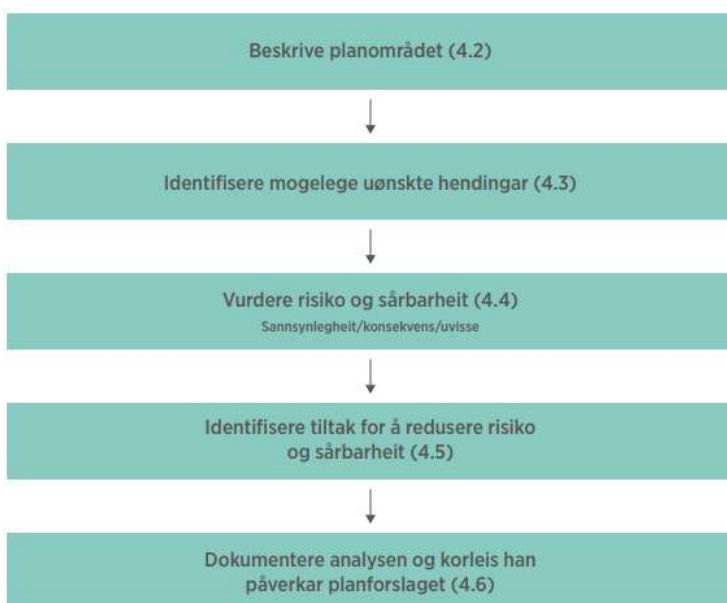 Beskrive planområdet (4.2)
Identifisere mogelege uønskte hendingar (4.3)
Vurdere risiko og sårbarheit (4.4)
Sannsynlegheit/konsekvens/uvisse
Identifisere tiltak for å redusere risiko
og sårbarheit (4.5)
Dokumentere analysen og korleis han
påverkar planforslaget (4.6)